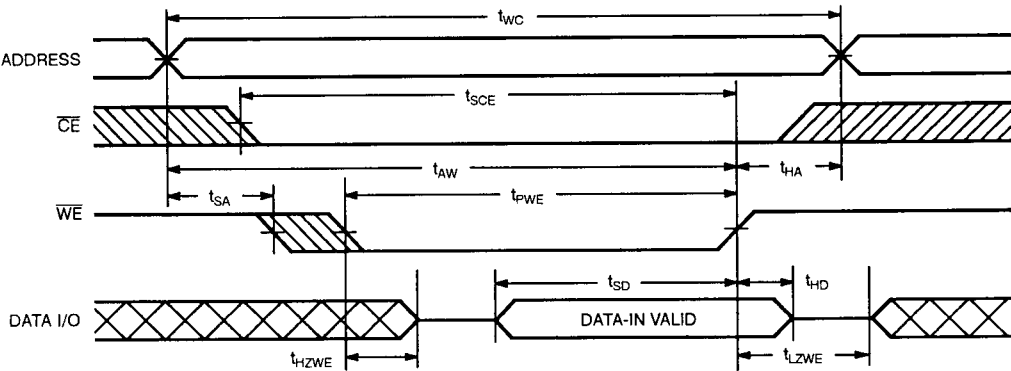 tWC
ADDRESS
tSCE
CE
tAW
tHA
tSA
tPWE
WE
tSD
tHD
DATA I/O
DATA-IN VALID
tHZWE
tLZWE